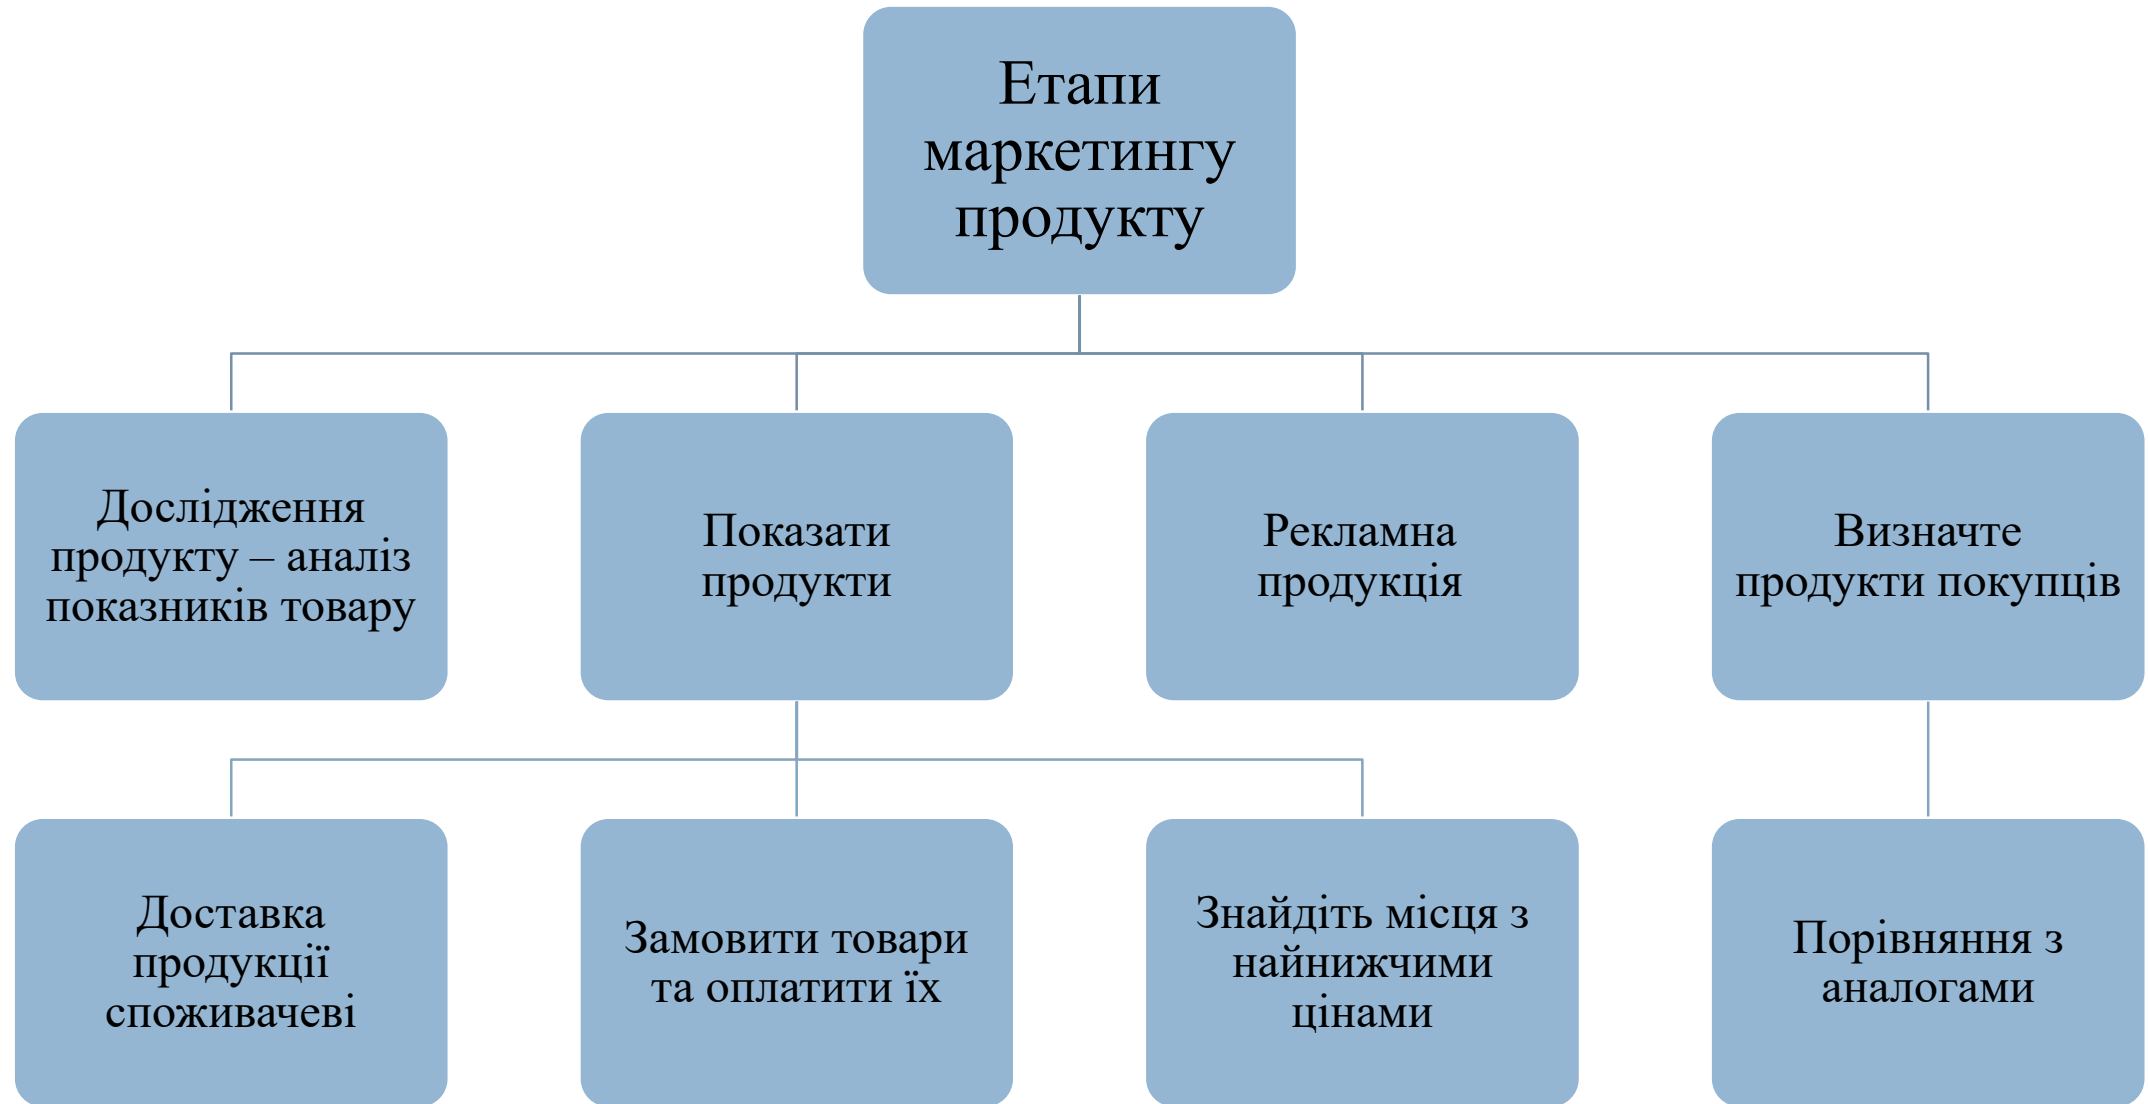 Етапи
маркетингу
продукту
Дослідження
продукту – аналіз
показників товару
Показати
продукти
Рекламна
продукція
Визначте
продукти покупців
Доставка
продукції
споживачеві
Замовити товари
та оплатити їх
Знайдіть місця з
найнижчими
цінами
Порівняння з
аналогами